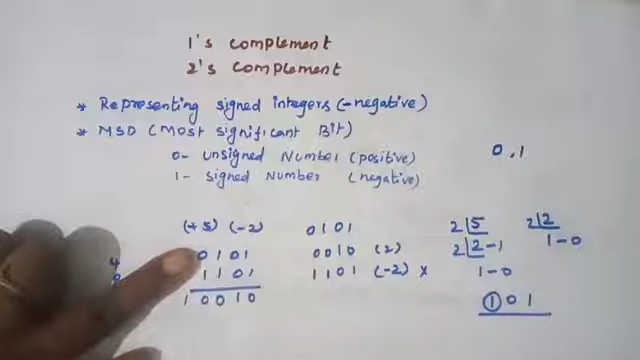 1's complement
2's complement
* Representing signed integers (-negative)
* MSD (Most significant Bit)
0- unsigned Number (positive)
1- signed Number (negative)
0,1
(+5) (-2)
0101
1101
10010
0101
0010 (2)
1101 (-2) x
2 5
2 2-1
1-0
101
2 2
1-0